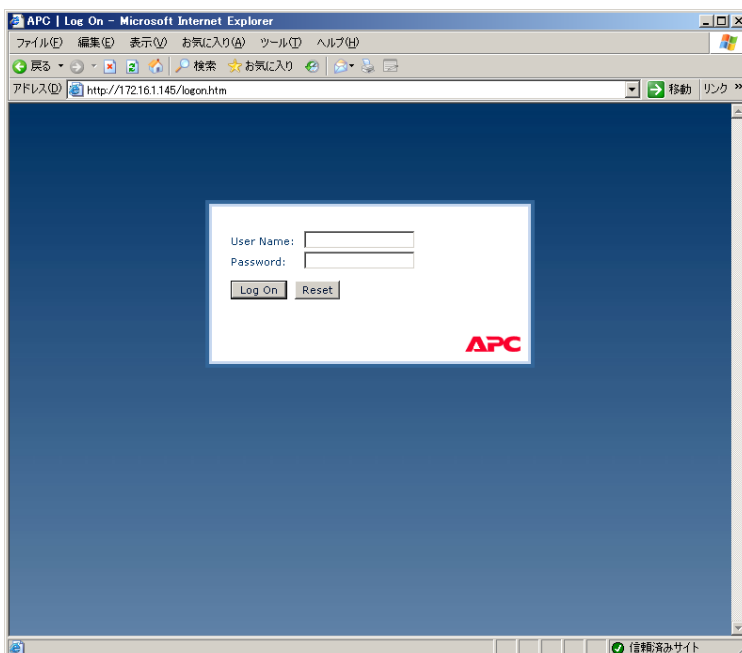 APC | Log On - Microsoft Internet Explorer
ファイル(F) 編集(E) 表示(V) お気に入り(A) ツール(T) ヘルプ(H)
戻る 検索 お気に入り
アドレス(D) http://172.16.1.145/logon.htm 移動 リンク »
User Name:
Password:
Log On Reset
APC
信頼済みサイト